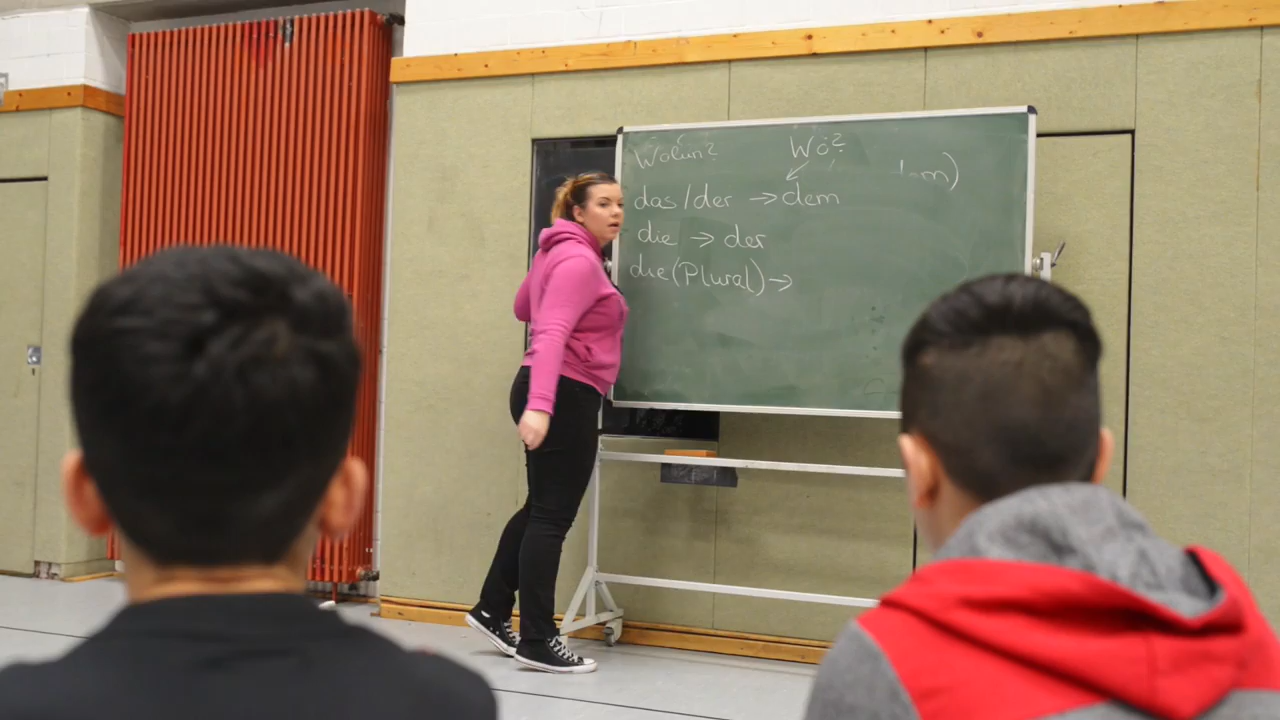 Wohin? Wo?
das/der → dem
die → der
die (Plural) →